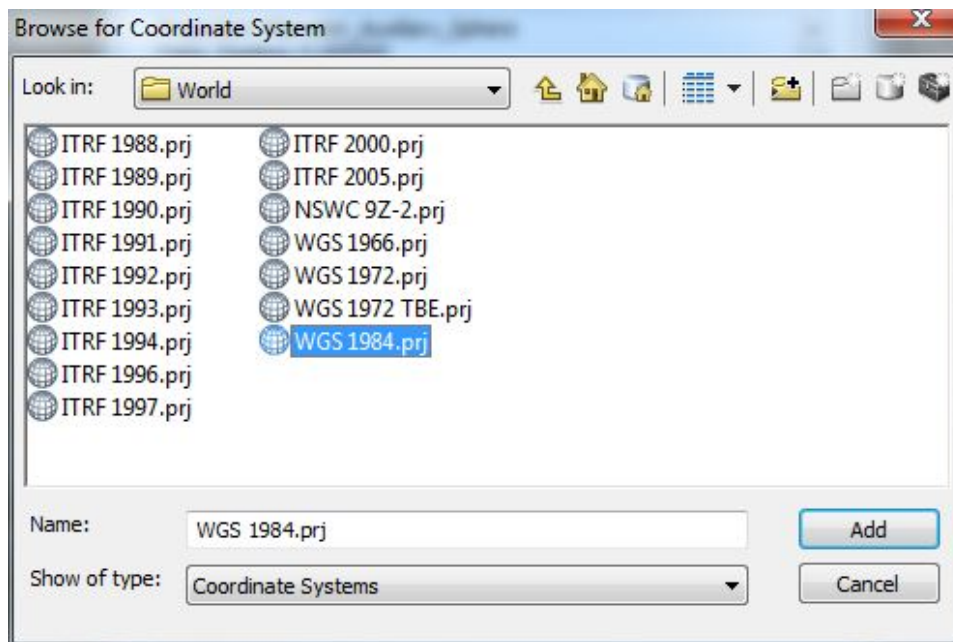 Browse for Coordinate System
Look in: World
ITRF 1988.prj
ITRF 1989.prj
ITRF 1990.prj
ITRF 1991.prj
ITRF 1992.prj
ITRF 1993.prj
ITRF 1994.prj
ITRF 1996.prj
ITRF 1997.prj
ITRF 2000.prj
ITRF 2005.prj
NSWC 9Z-2.prj
WGS 1966.prj
WGS 1972.prj
WGS 1972 TBE.prj
WGS 1984.prj
Name: WGS 1984.prj Add
Show of type: Coordinate Systems Cancel